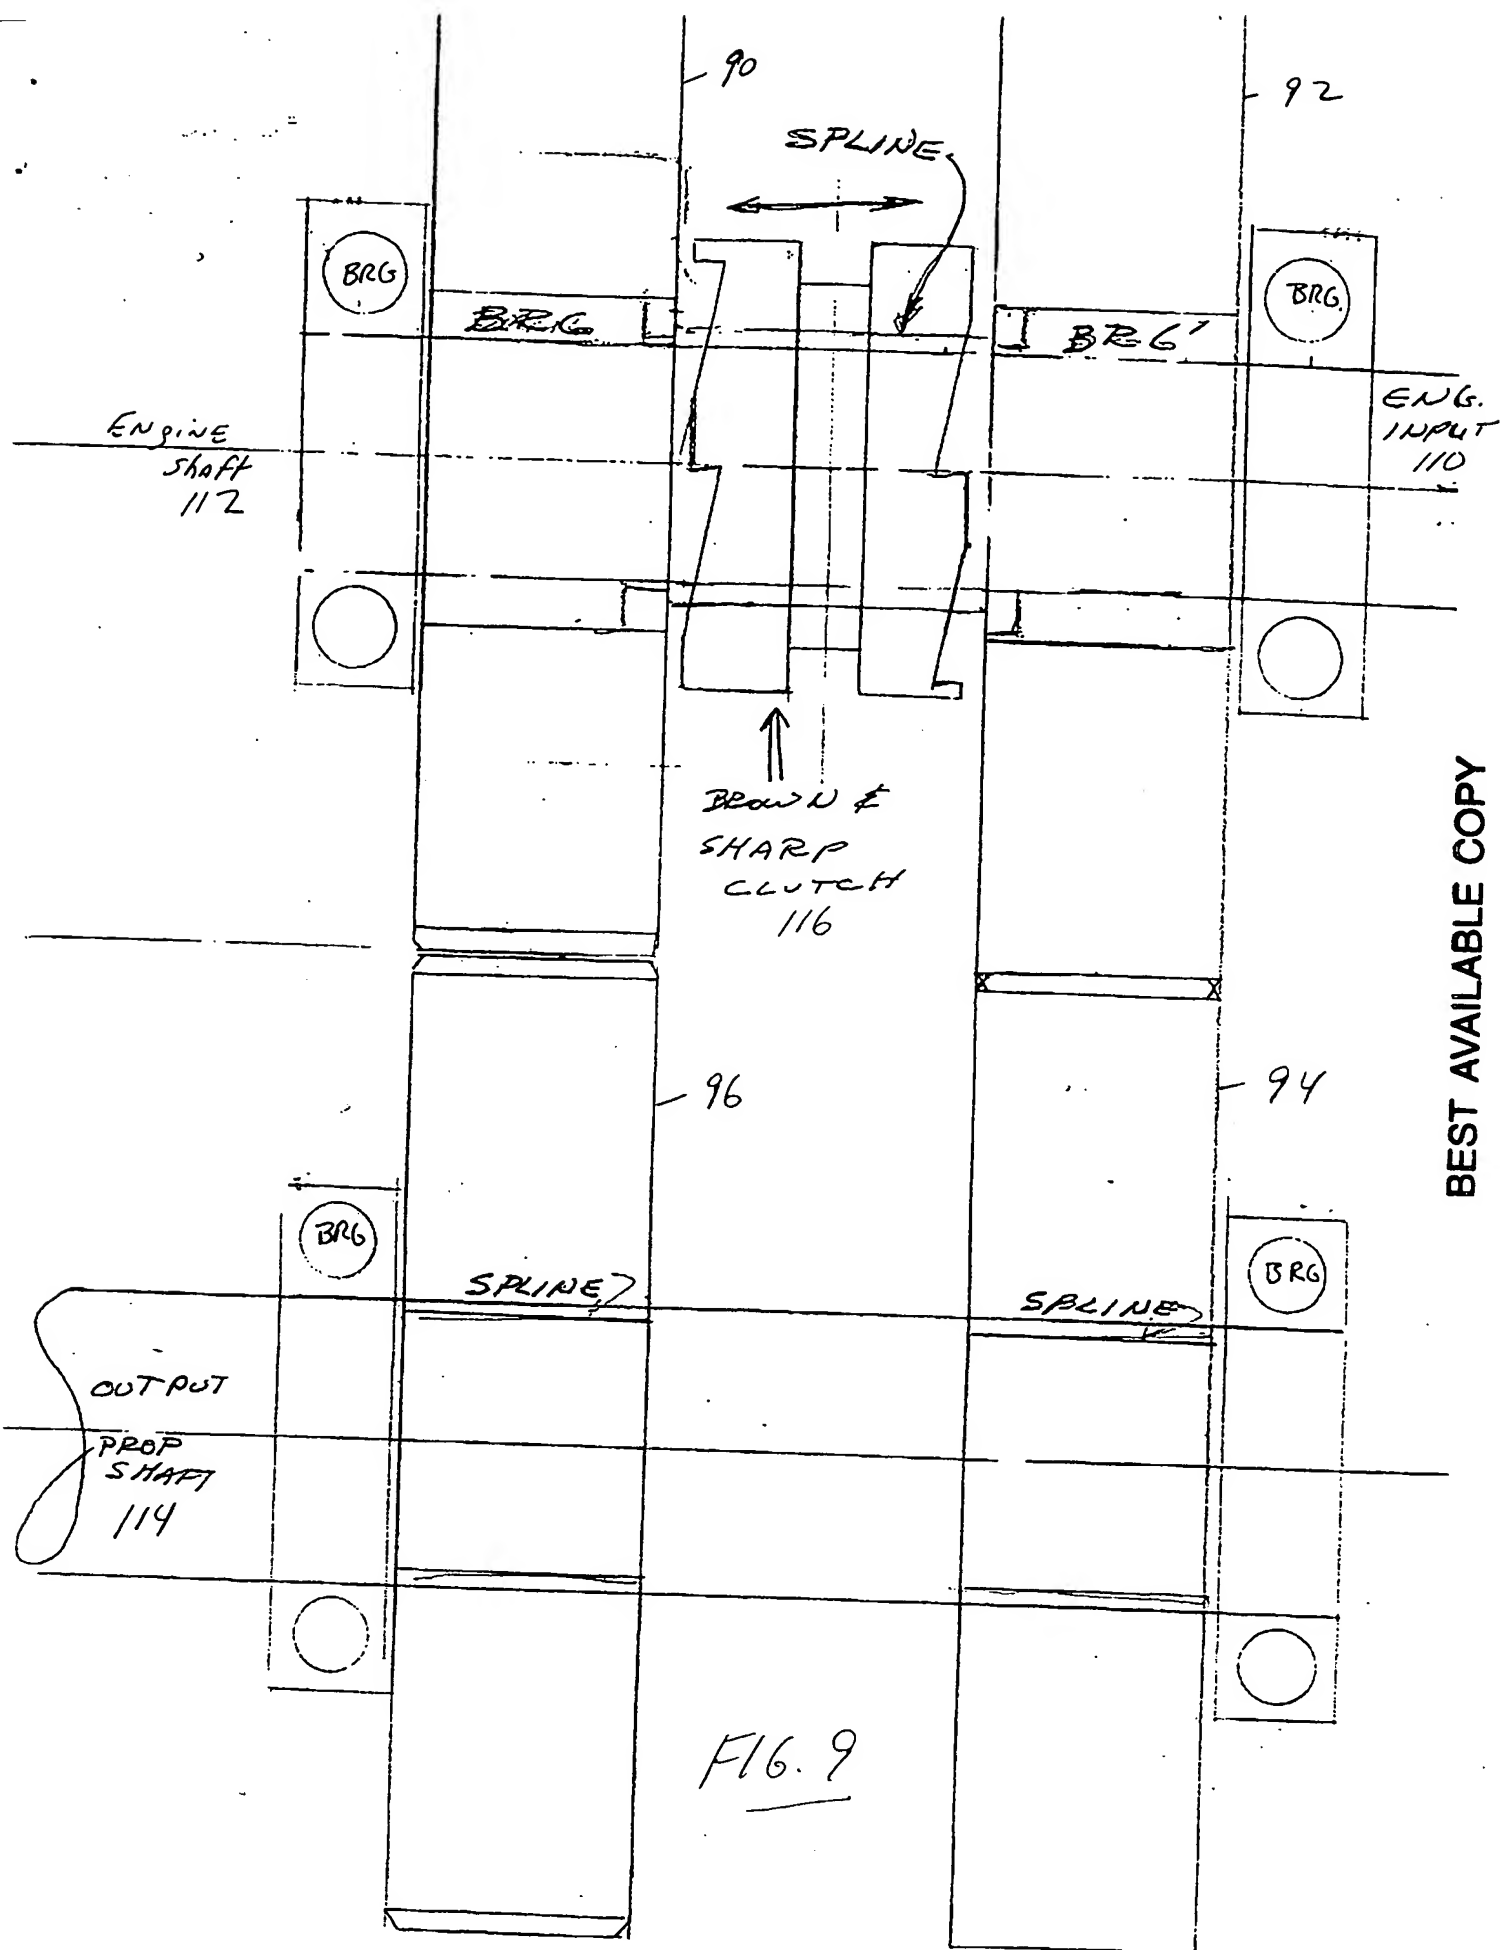 90
92
SPLINE
BRG
BRG
BRG
BRG
ENGINE
Shaft
112
ENG.
INPUT
110
BROWN &
SHARP
CLUTCH
116
BEST AVAILABLE COPY
96
94
BRG
BRG
SPLINE
SPLINE
OUTPUT
PROP
SHAFT
114
FIG. 9